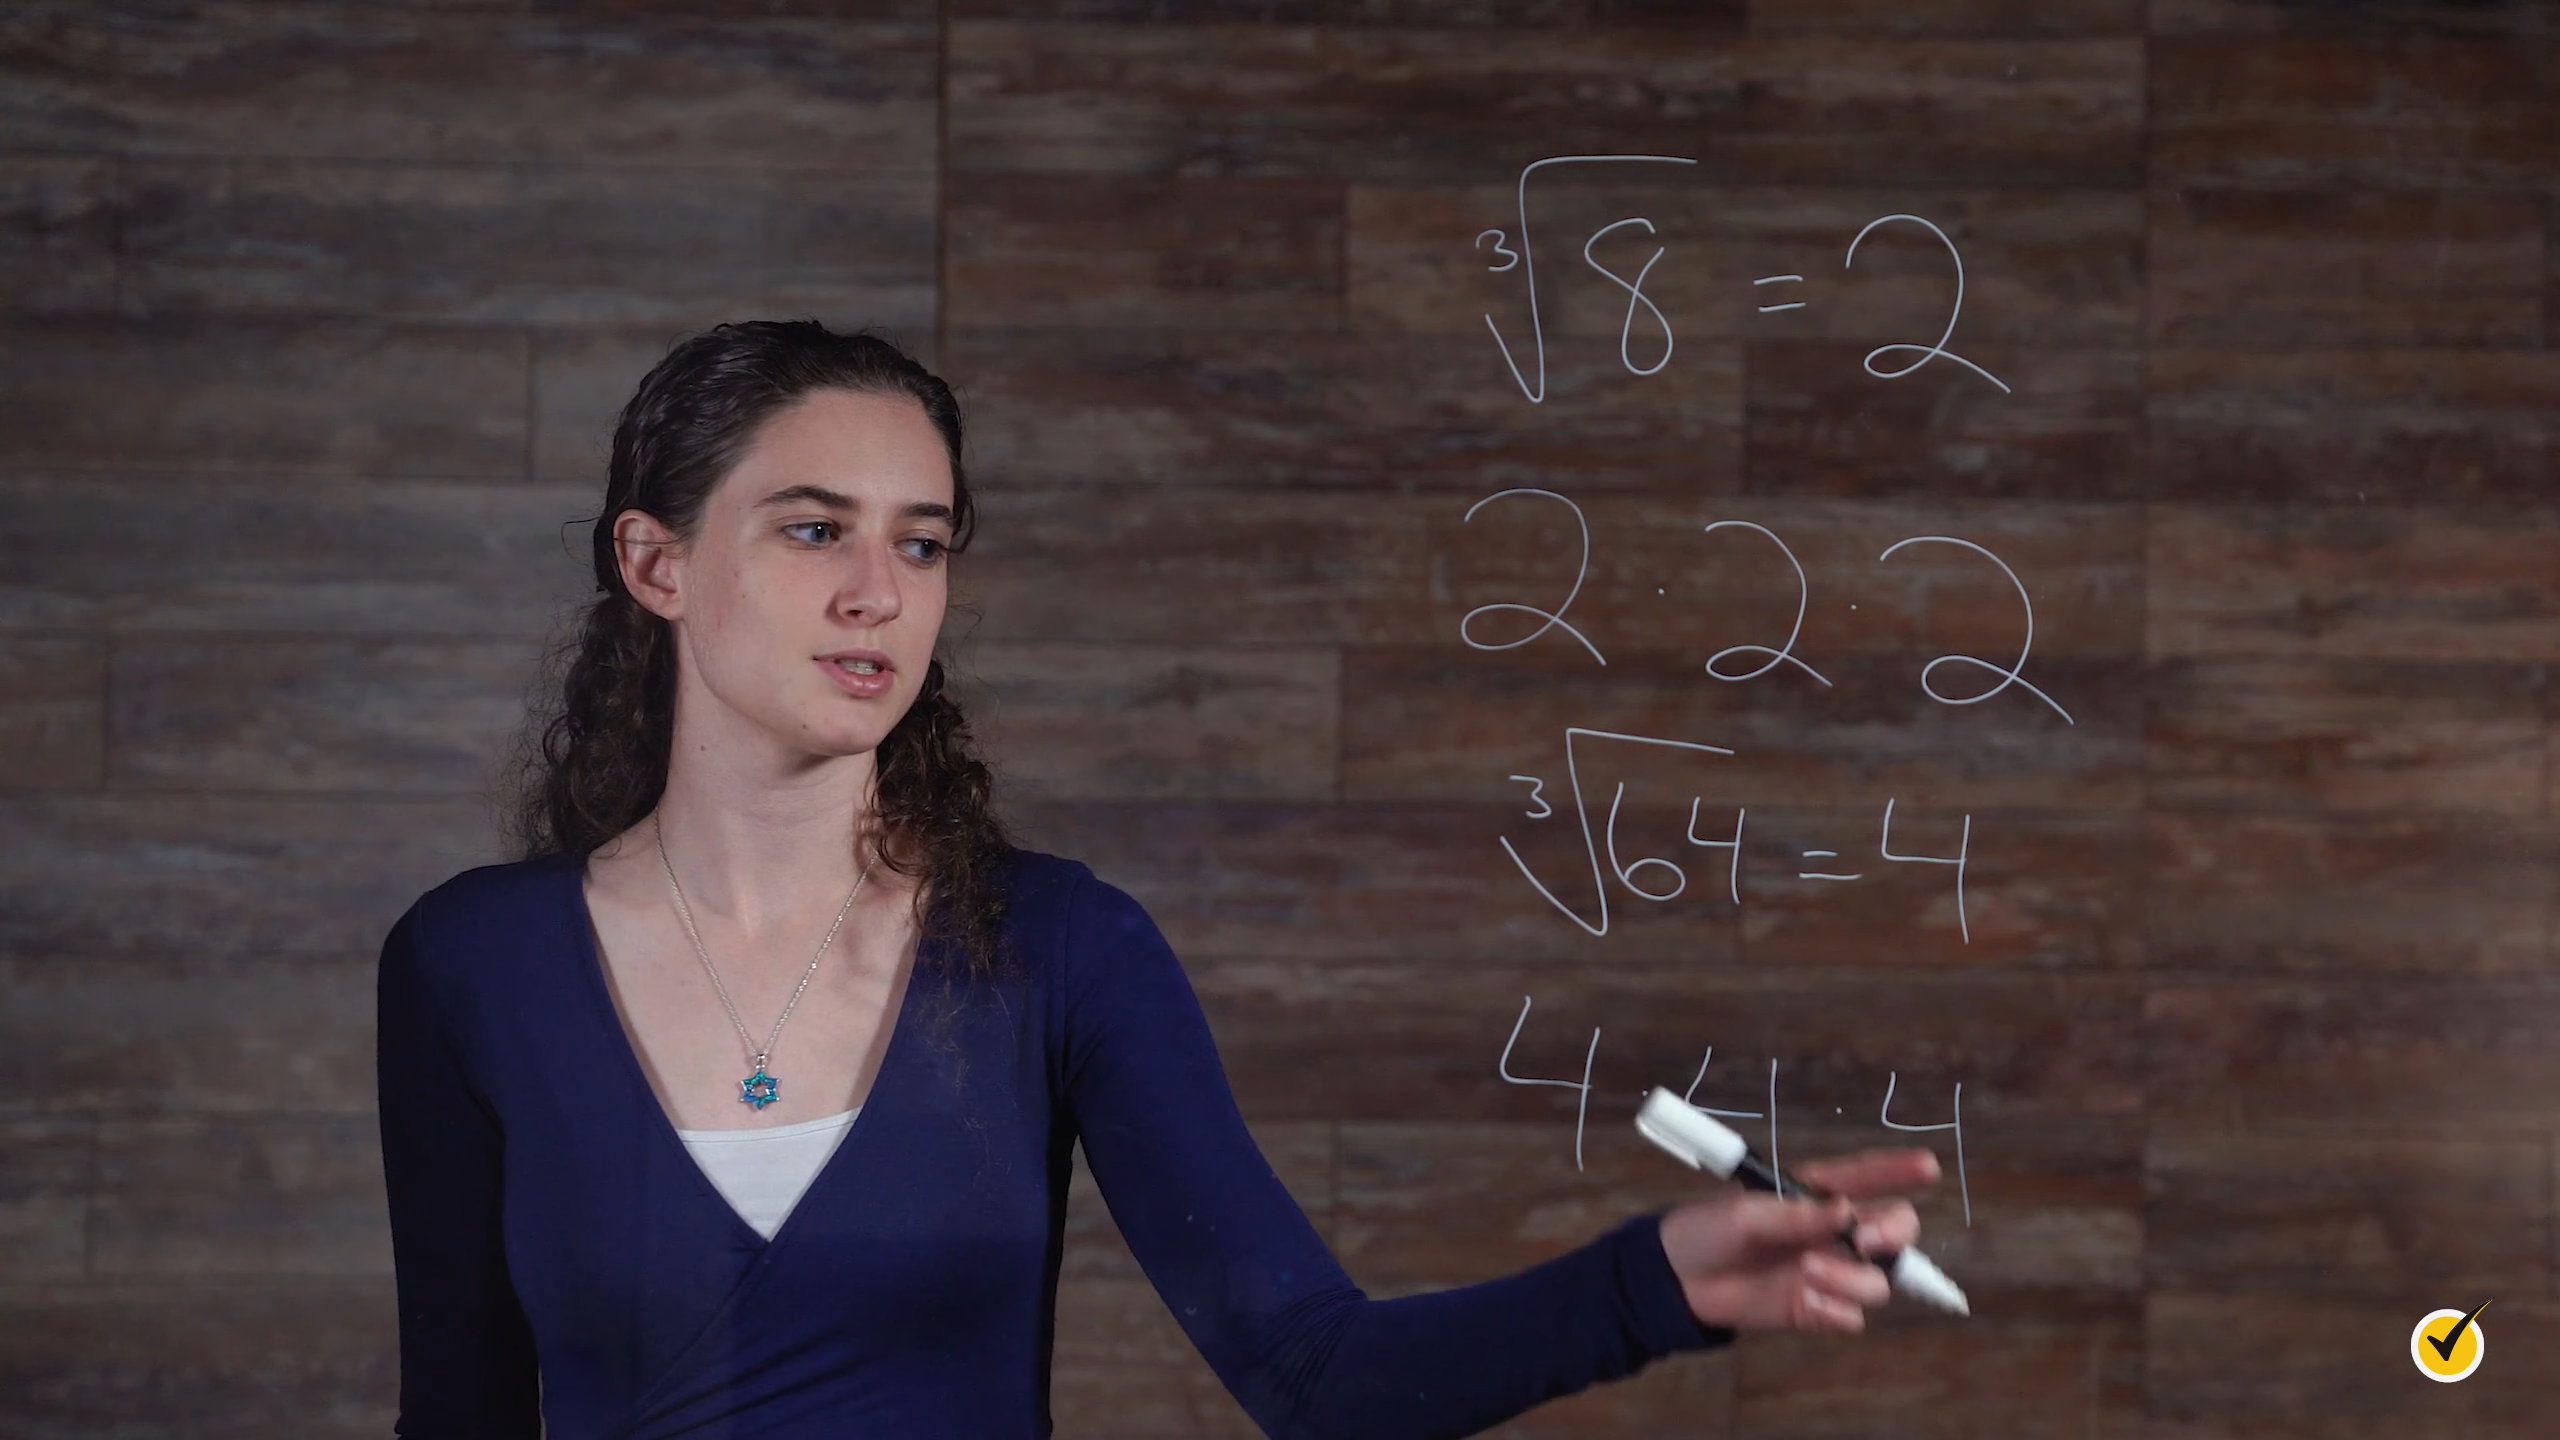 ∛8 = 2
2 · 2 · 2
∛64 = 4
4 · 4 · 4